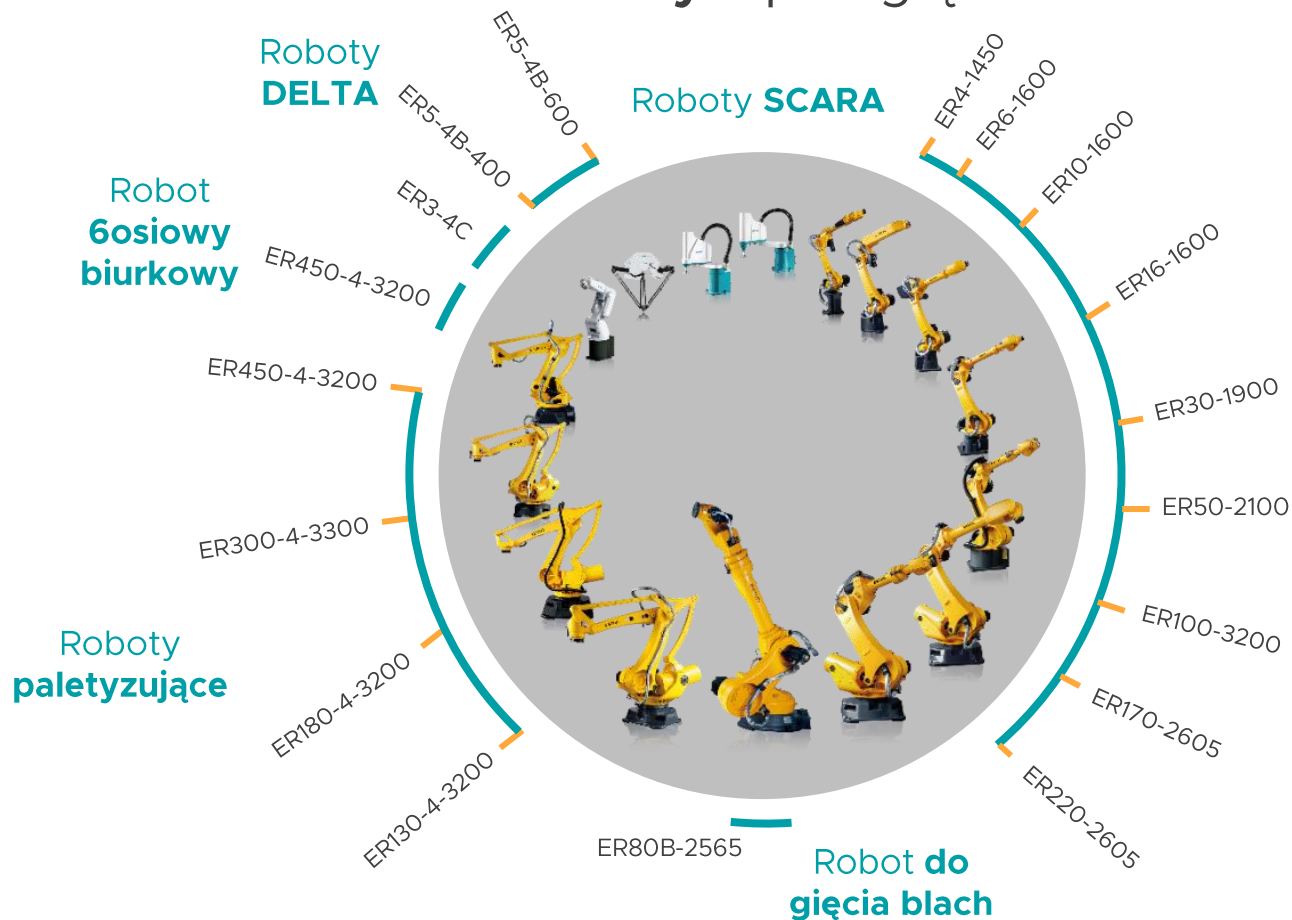 Roboty
DELTA
Roboty SCARA
Robot
6osiowy
biurkowy
Roboty
paletyzujące
Robot do
gięcia blach
ER4-1450
ER6-1600
ER10-1600
ER16-1600
ER30-1900
ER50-2100
ER100-3200
ER170-2605
ER220-2605
ER80B-2565
ER130-4-3200
ER180-4-3200
ER300-4-3300
ER450-4-3200
ER450-4-3200
ER3-4C
ER5-4B-400
ER5-4B-600